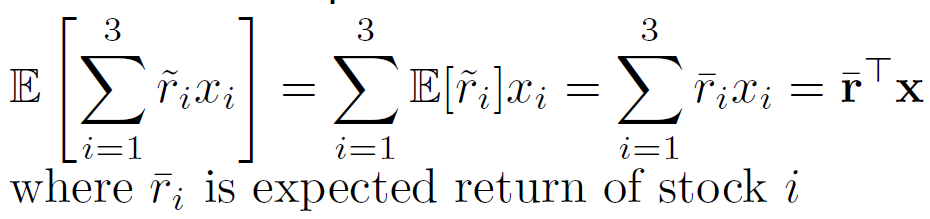 𝔼 [ ∑_{i=1}^{3} r̃_i x_i ] = ∑_{i=1}^{3} 𝔼[r̃_i]x_i = ∑_{i=1}^{3} r̄_i x_i = 𝐫̄^⊤ 𝐱
where r̄_i is expected return of stock i